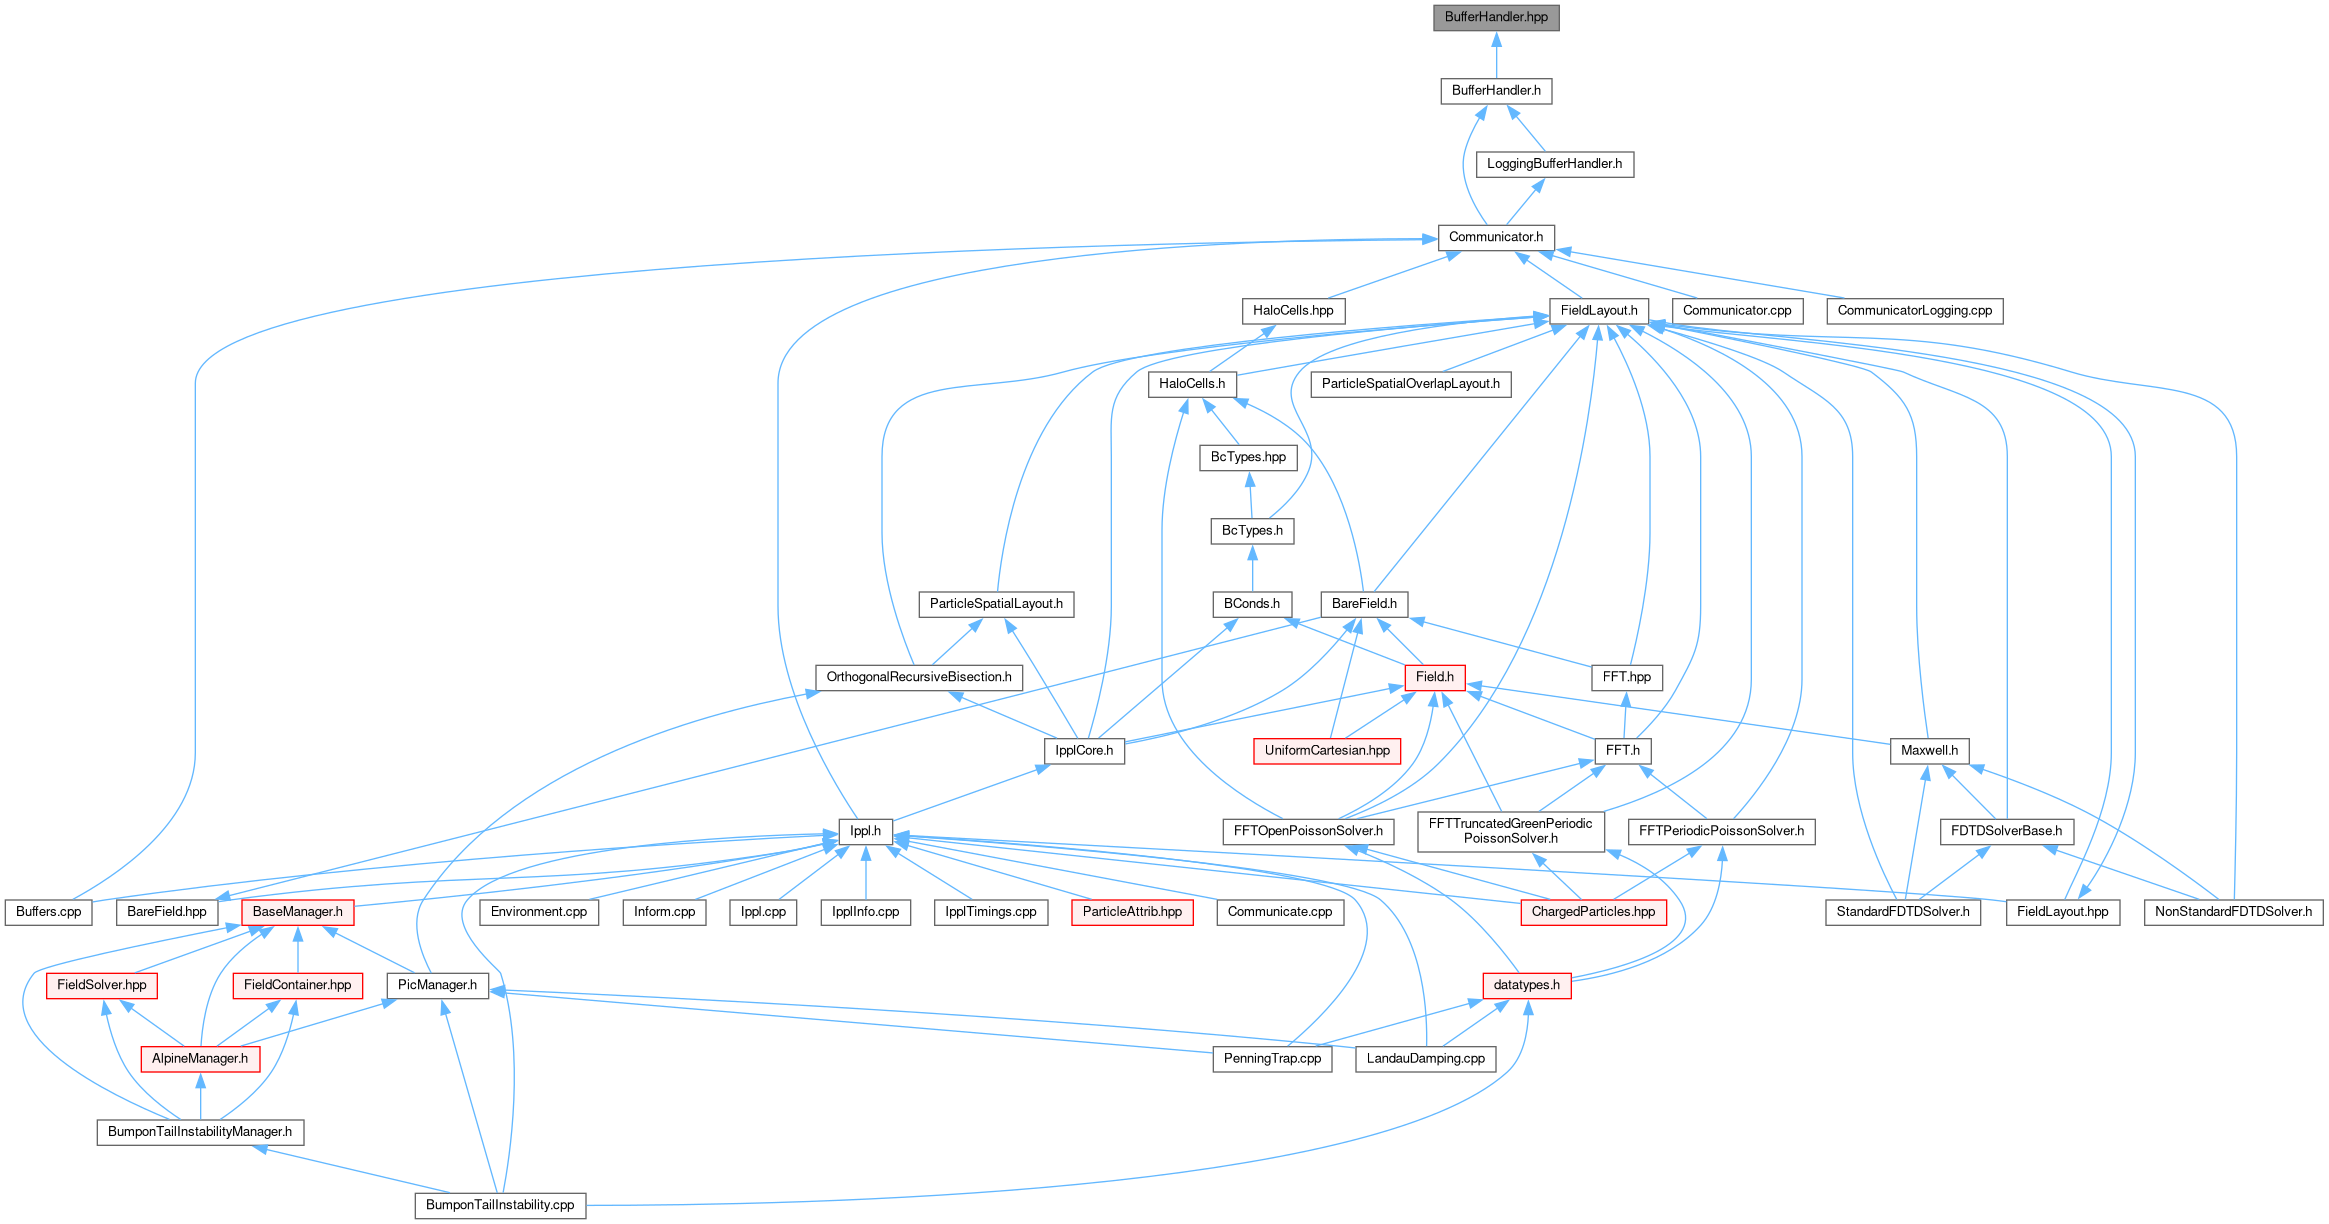 BufferHandler.hpp
BufferHandler.h
LoggingBufferHandler.h
Communicator.h
HaloCells.hpp
FieldLayout.h
Communicator.cpp
CommunicatorLogging.cpp
HaloCells.h
ParticleSpatialOverlapLayout.h
BcTypes.hpp
BcTypes.h
ParticleSpatialLayout.h
BConds.h
BareField.h
OrthogonalRecursiveBisection.h
Field.h
FFT.hpp
IpplCore.h
UniformCartesian.hpp
FFT.h
Maxwell.h
Ippl.h
FFTOpenPoissonSolver.h
FFTTruncatedGreenPeriodic
PoissonSolver.h
FFTPeriodicPoissonSolver.h
FDTDSolverBase.h
Buffers.cpp
BareField.hpp
BaseManager.h
Environment.cpp
Inform.cpp
Ippl.cpp
IpplInfo.cpp
IpplTimings.cpp
ParticleAttrib.hpp
Communicate.cpp
ChargedParticles.hpp
StandardFDTDSolver.h
FieldLayout.hpp
NonStandardFDTDSolver.h
FieldSolver.hpp
FieldContainer.hpp
PicManager.h
datatypes.h
AlpineManager.h
PenningTrap.cpp
LandauDamping.cpp
BumponTailInstabilityManager.h
BumponTailInstability.cpp